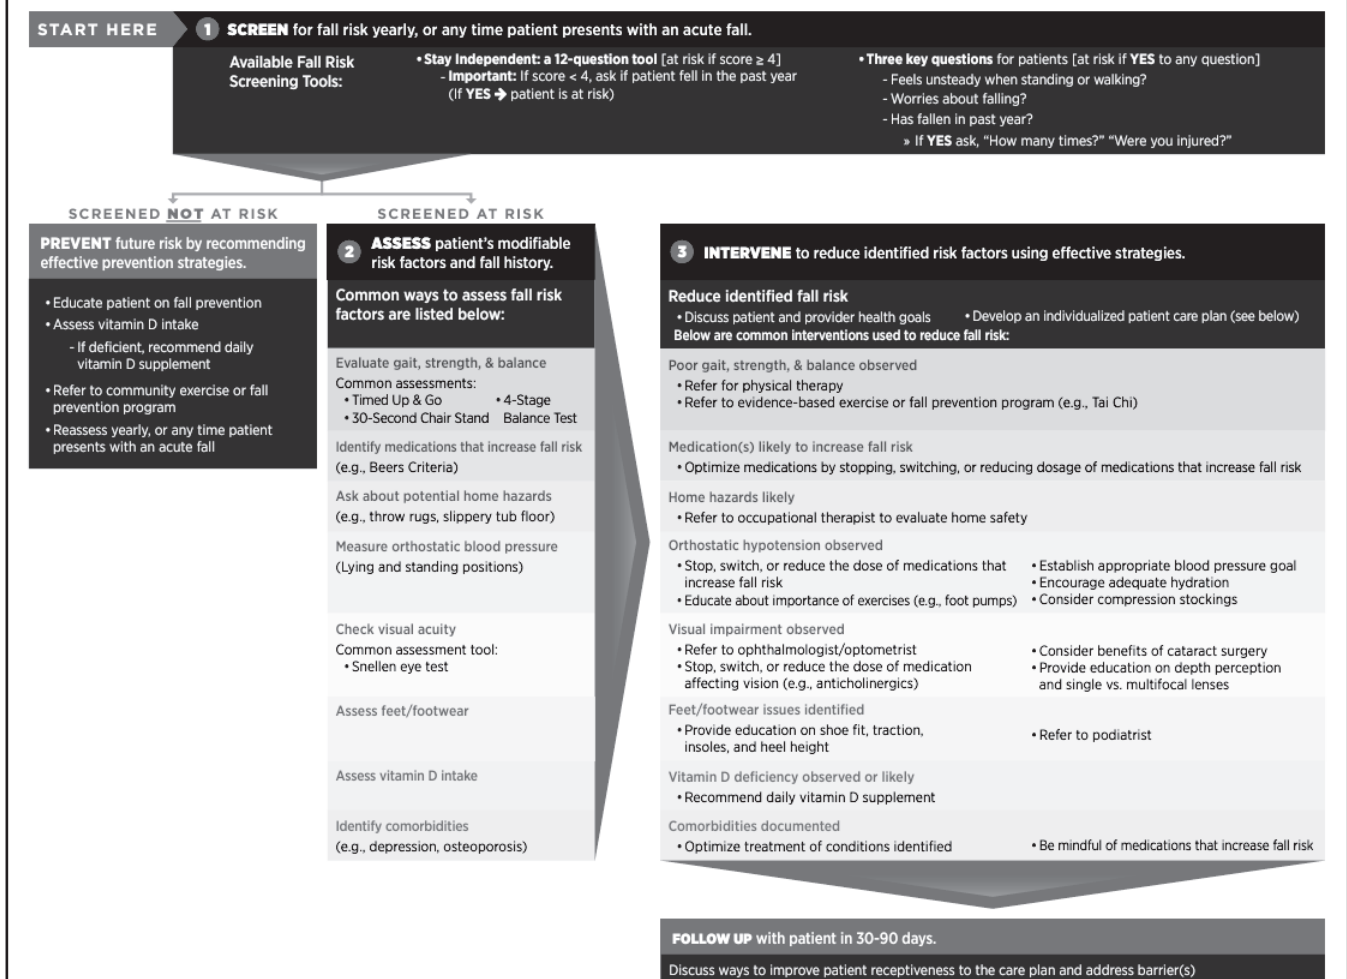 START HERE
1 SCREEN for fall risk yearly, or any time patient presents with an acute fall.
Available Fall Risk
Screening Tools:
• Stay Independent: a 12-question tool [at risk if score ≥ 4]
- Important: If score < 4, ask if patient fell in the past year
(If YES ➔ patient is at risk)
• Three key questions for patients [at risk if YES to any question]
- Feels unsteady when standing or walking?
- Worries about falling?
- Has fallen in past year?
» If YES ask, “How many times?” “Were you injured?”
SCREENED NOT AT RISK
PREVENT future risk by recommending
effective prevention strategies.
• Educate patient on fall prevention
• Assess vitamin D intake
- If deficient, recommend daily
vitamin D supplement
• Refer to community exercise or fall
prevention program
• Reassess yearly, or any time patient
presents with an acute fall
SCREENED AT RISK
2 ASSESS patient’s modifiable
risk factors and fall history.
Common ways to assess fall risk
factors are listed below:
Evaluate gait, strength, & balance
Common assessments:
• Timed Up & Go
• 30-Second Chair Stand
• 4-Stage
Balance Test
Identify medications that increase fall risk
(e.g., Beers Criteria)
Ask about potential home hazards
(e.g., throw rugs, slippery tub floor)
Measure orthostatic blood pressure
(Lying and standing positions)
Check visual acuity
Common assessment tool:
• Snellen eye test
Assess feet/footwear
Assess vitamin D intake
Identify comorbidities
(e.g., depression, osteoporosis)
3 INTERVENE to reduce identified risk factors using effective strategies.
Reduce identified fall risk
• Discuss patient and provider health goals
• Develop an individualized patient care plan (see below)
Below are common interventions used to reduce fall risk:
Poor gait, strength, & balance observed
• Refer for physical therapy
• Refer to evidence-based exercise or fall prevention program (e.g., Tai Chi)
Medication(s) likely to increase fall risk
• Optimize medications by stopping, switching, or reducing dosage of medications that increase fall risk
Home hazards likely
• Refer to occupational therapist to evaluate home safety
Orthostatic hypotension observed
• Stop, switch, or reduce the dose of medications that
increase fall risk
• Educate about importance of exercises (e.g., foot pumps)
• Establish appropriate blood pressure goal
• Encourage adequate hydration
• Consider compression stockings
Visual impairment observed
• Refer to ophthalmologist/optometrist
• Stop, switch, or reduce the dose of medication
affecting vision (e.g., anticholinergics)
• Consider benefits of cataract surgery
• Provide education on depth perception
and single vs. multifocal lenses
Feet/footwear issues identified
• Provide education on shoe fit, traction,
insoles, and heel height
• Refer to podiatrist
Vitamin D deficiency observed or likely
• Recommend daily vitamin D supplement
Comorbidities documented
• Optimize treatment of conditions identified
• Be mindful of medications that increase fall risk
FOLLOW UP with patient in 30-90 days.
Discuss ways to improve patient receptiveness to the care plan and address barrier(s)